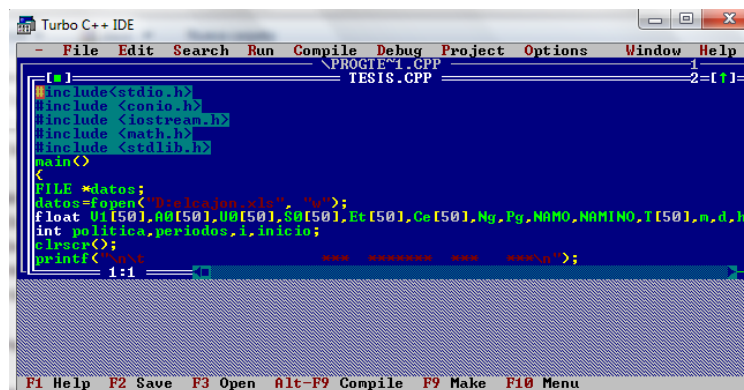 Turbo C++ IDE
- File Edit Search Run Compile Debug Project Options Window Help
\PROGTE~1.CPP 1
[■] TESIS.CPP 2=[↑]
#include<stdio.h>
#include <conio.h>
#include <iostream.h>
#include <math.h>
#include <stdlib.h>
main()
{
FILE *datos;
datos=fopen("D:elcajon.xls", "w");
float V1[50],A0[50],U0[50],S0[50],Et[50],Ce[50],Ng,Pg,NAMO,NAMINO,T[50],m,d,h
int politica,periodos,i,inicio;
clrscr();
printf("\n\t *** ******* *** ***\n");
1:1
F1 Help F2 Save F3 Open Alt-F9 Compile F9 Make F10 Menu